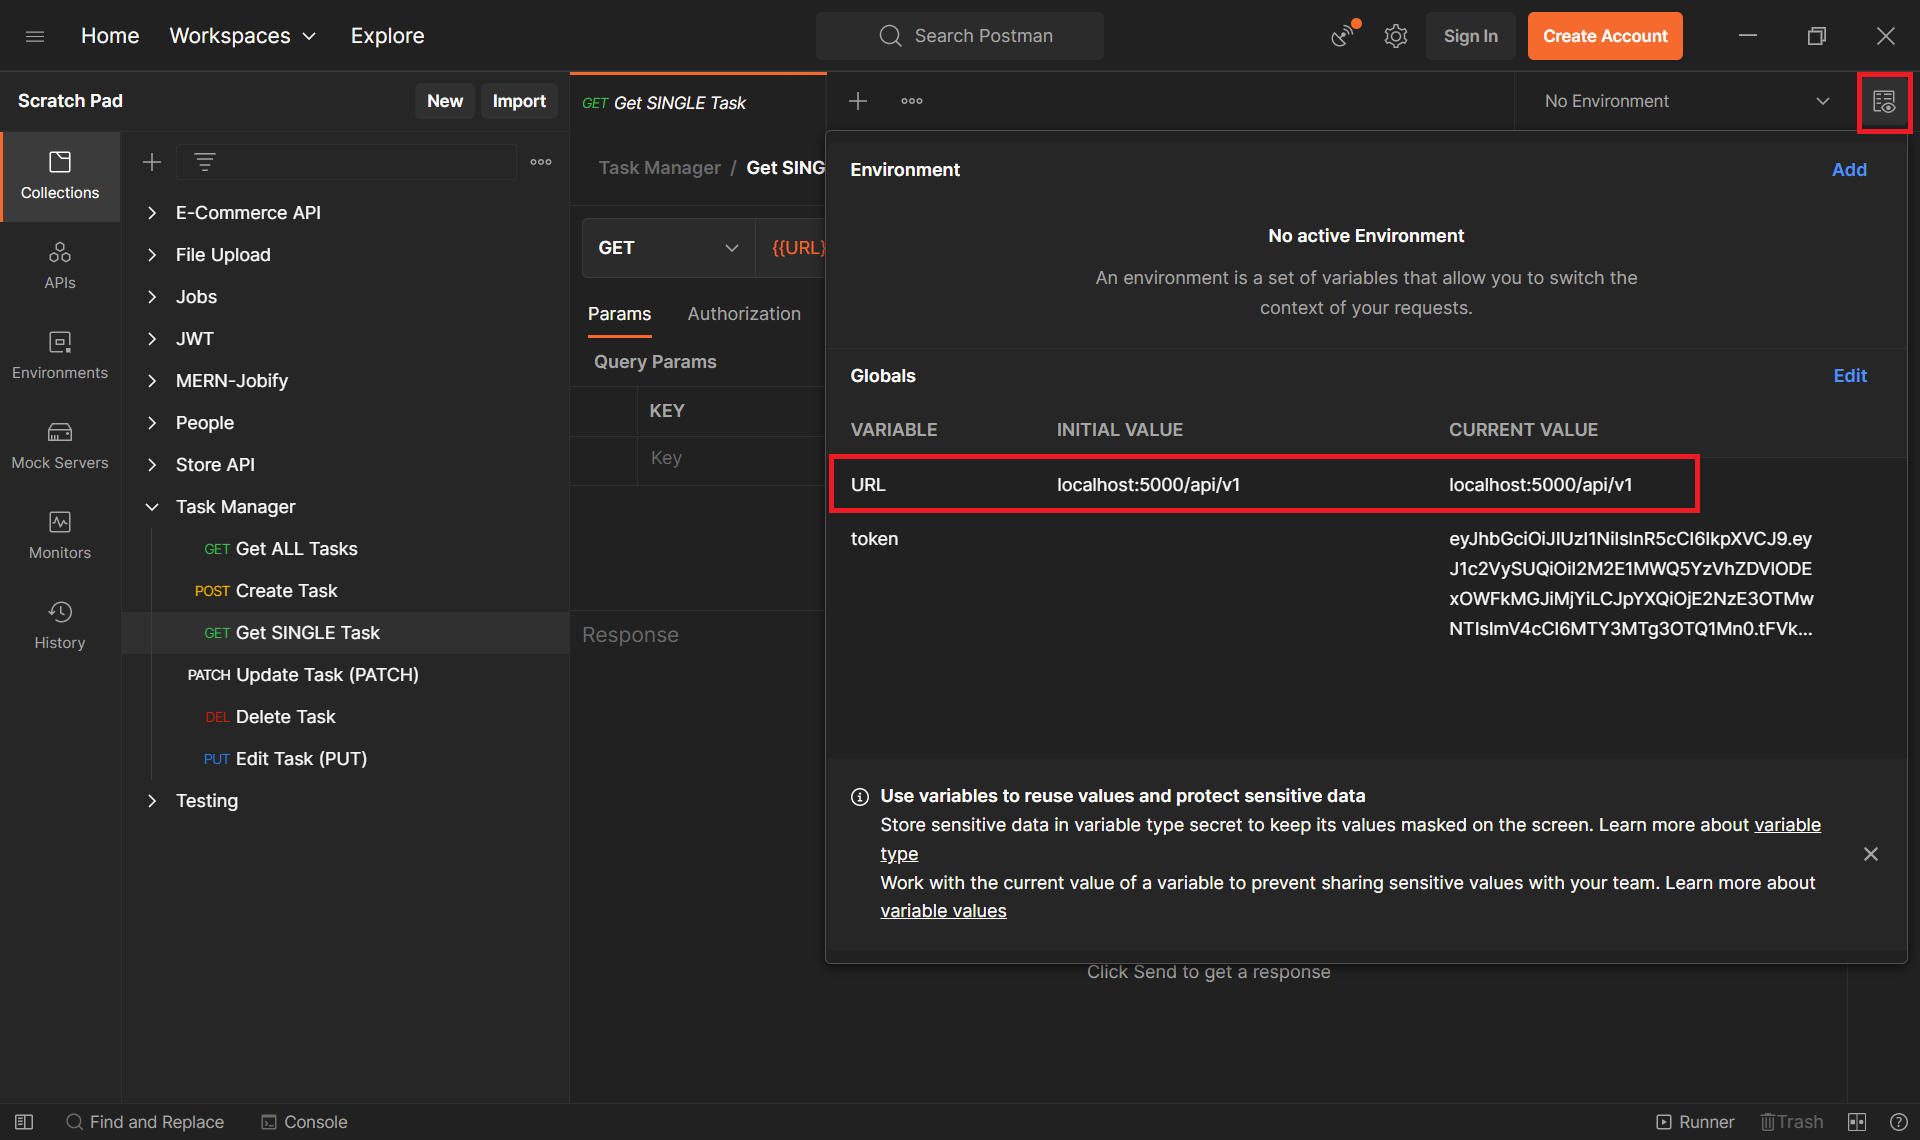 Home Workspaces Explore
Search Postman
Sign In
Create Account
Scratch Pad
New
Import
GET Get SINGLE Task
No Environment
Collections
APIs
Environments
Mock Servers
Monitors
History
E-Commerce API
File Upload
Jobs
JWT
MERN-Jobify
People
Store API
Task Manager
GET Get ALL Tasks
POST Create Task
GET Get SINGLE Task
PATCH Update Task (PATCH)
DEL Delete Task
PUT Edit Task (PUT)
Testing
Task Manager / Get SING
GET
{{URL}
Params Authorization
Query Params
KEY
Key
Response
Environment
Add
No active Environment
An environment is a set of variables that allow you to switch the
context of your requests.
Globals
Edit
VARIABLE INITIAL VALUE CURRENT VALUE
URL localhost:5000/api/v1 localhost:5000/api/v1
token
eyJhbGciOiJIUzI1NiIsInR5cCI6IkpXVCJ9.ey
J1c2VySUQiOiI2M2E1MWQ5YzVhZDVlODE
xOWFkMGJiMjYiLCJpYXQiOjE2NzE3OTMw
NTIsImV4cCI6MTY3MTg3OTQ1Mn0.tFVk...
Use variables to reuse values and protect sensitive data
Store sensitive data in variable type secret to keep its values masked on the screen. Learn more about variable
type
Work with the current value of a variable to prevent sharing sensitive values with your team. Learn more about
variable values
Click Send to get a response
Find and Replace
Console
Runner
Trash